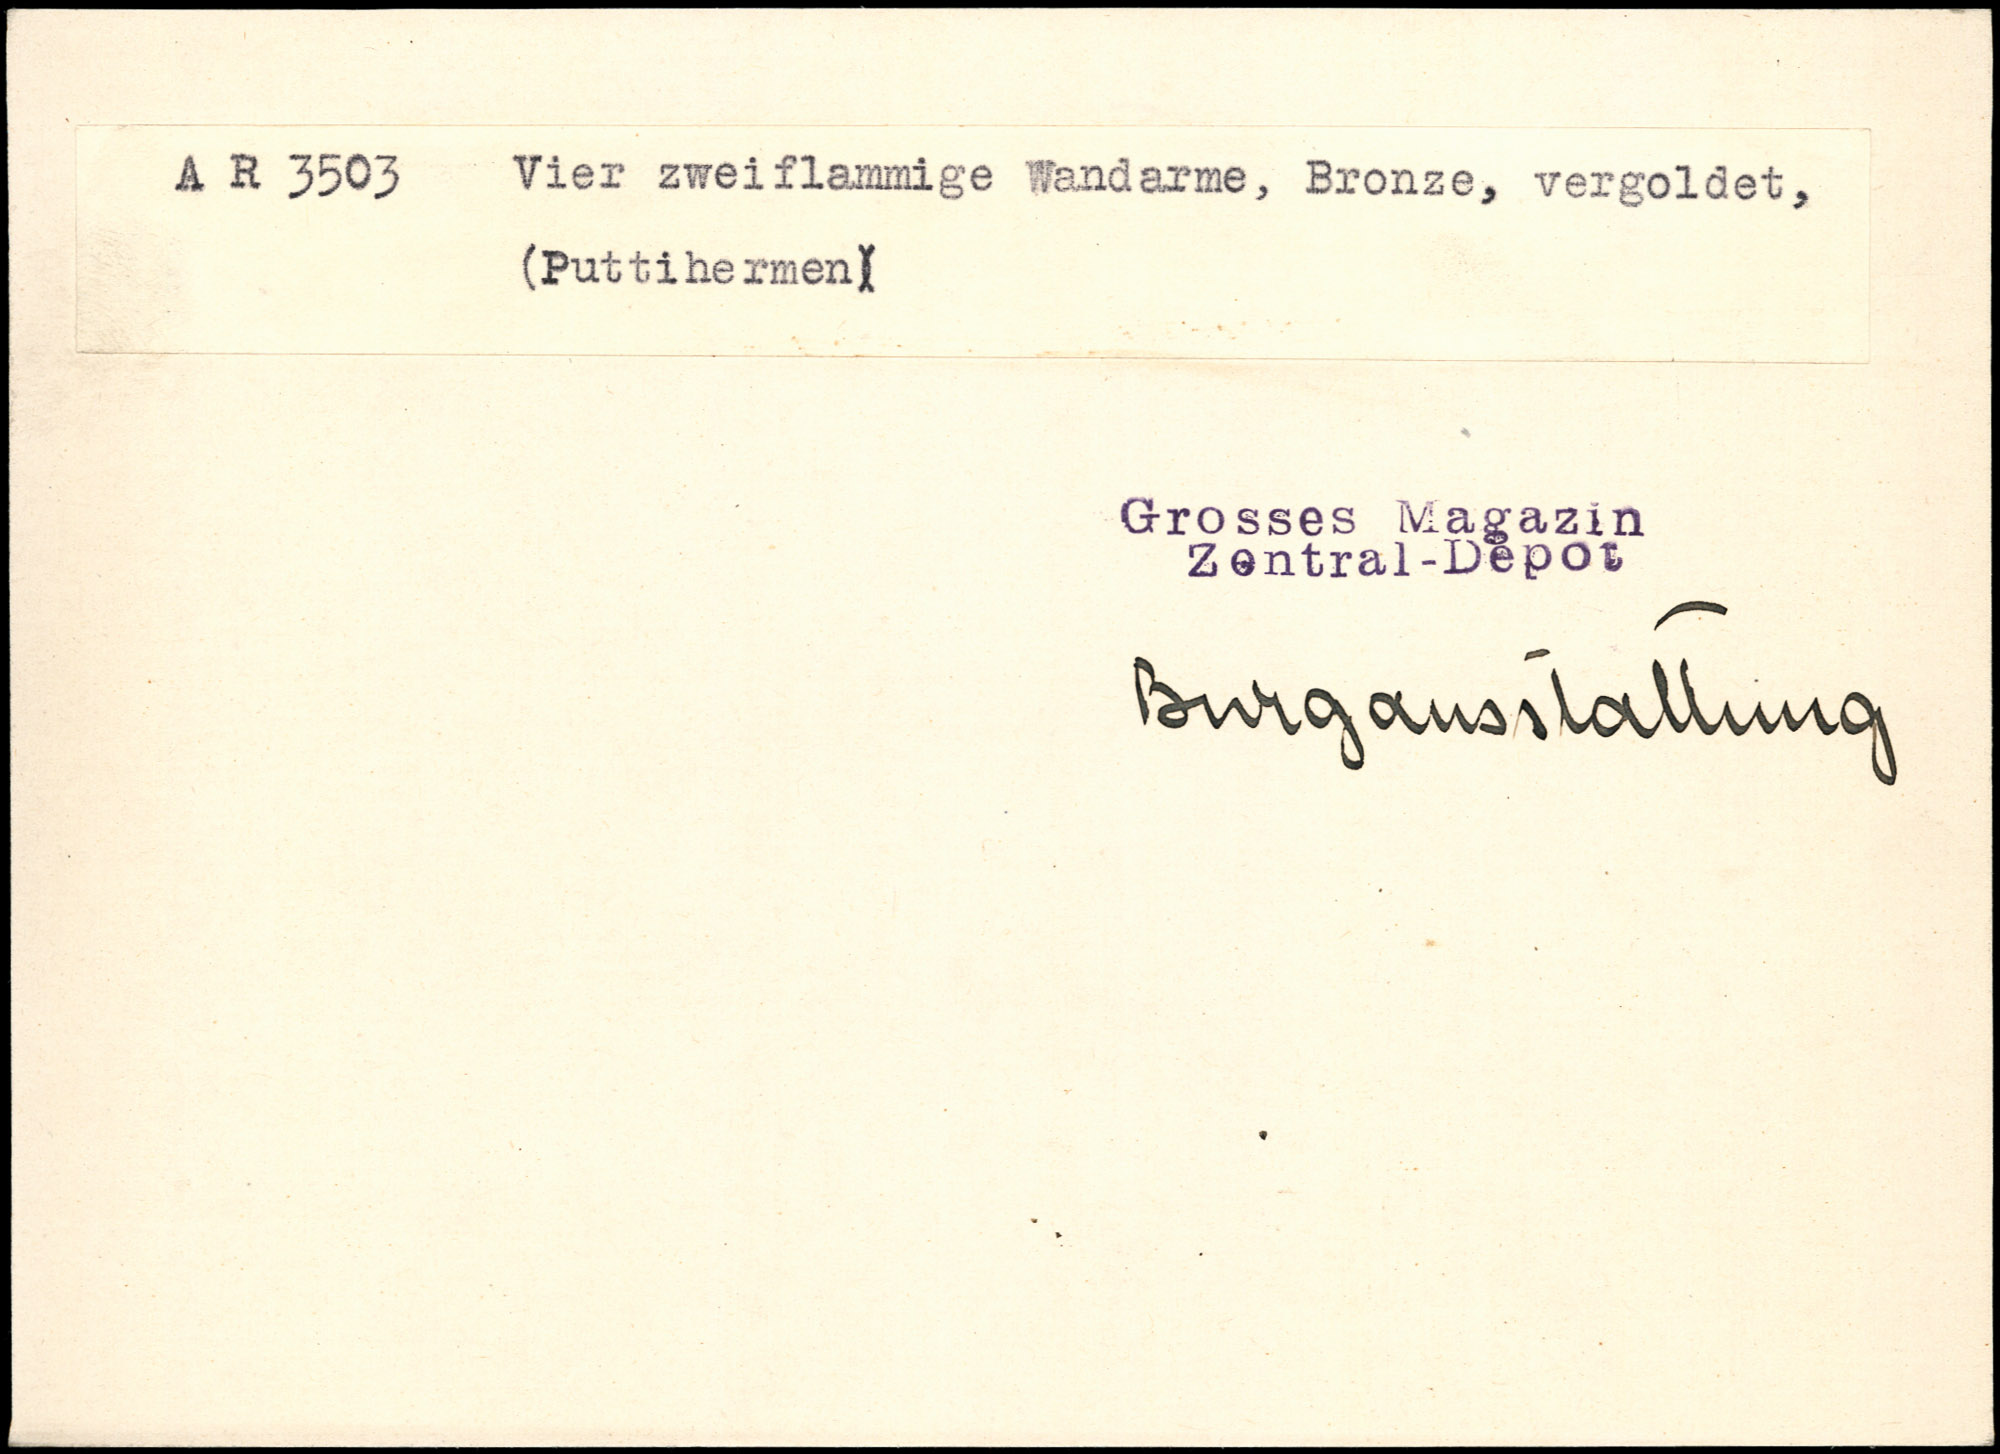 A R 3503 Vier zweiflammige Wandarme, Bronze, vergoldet,
(Puttihermen)
Grosses Magazin
Zentral-Depot
Burgausstattung